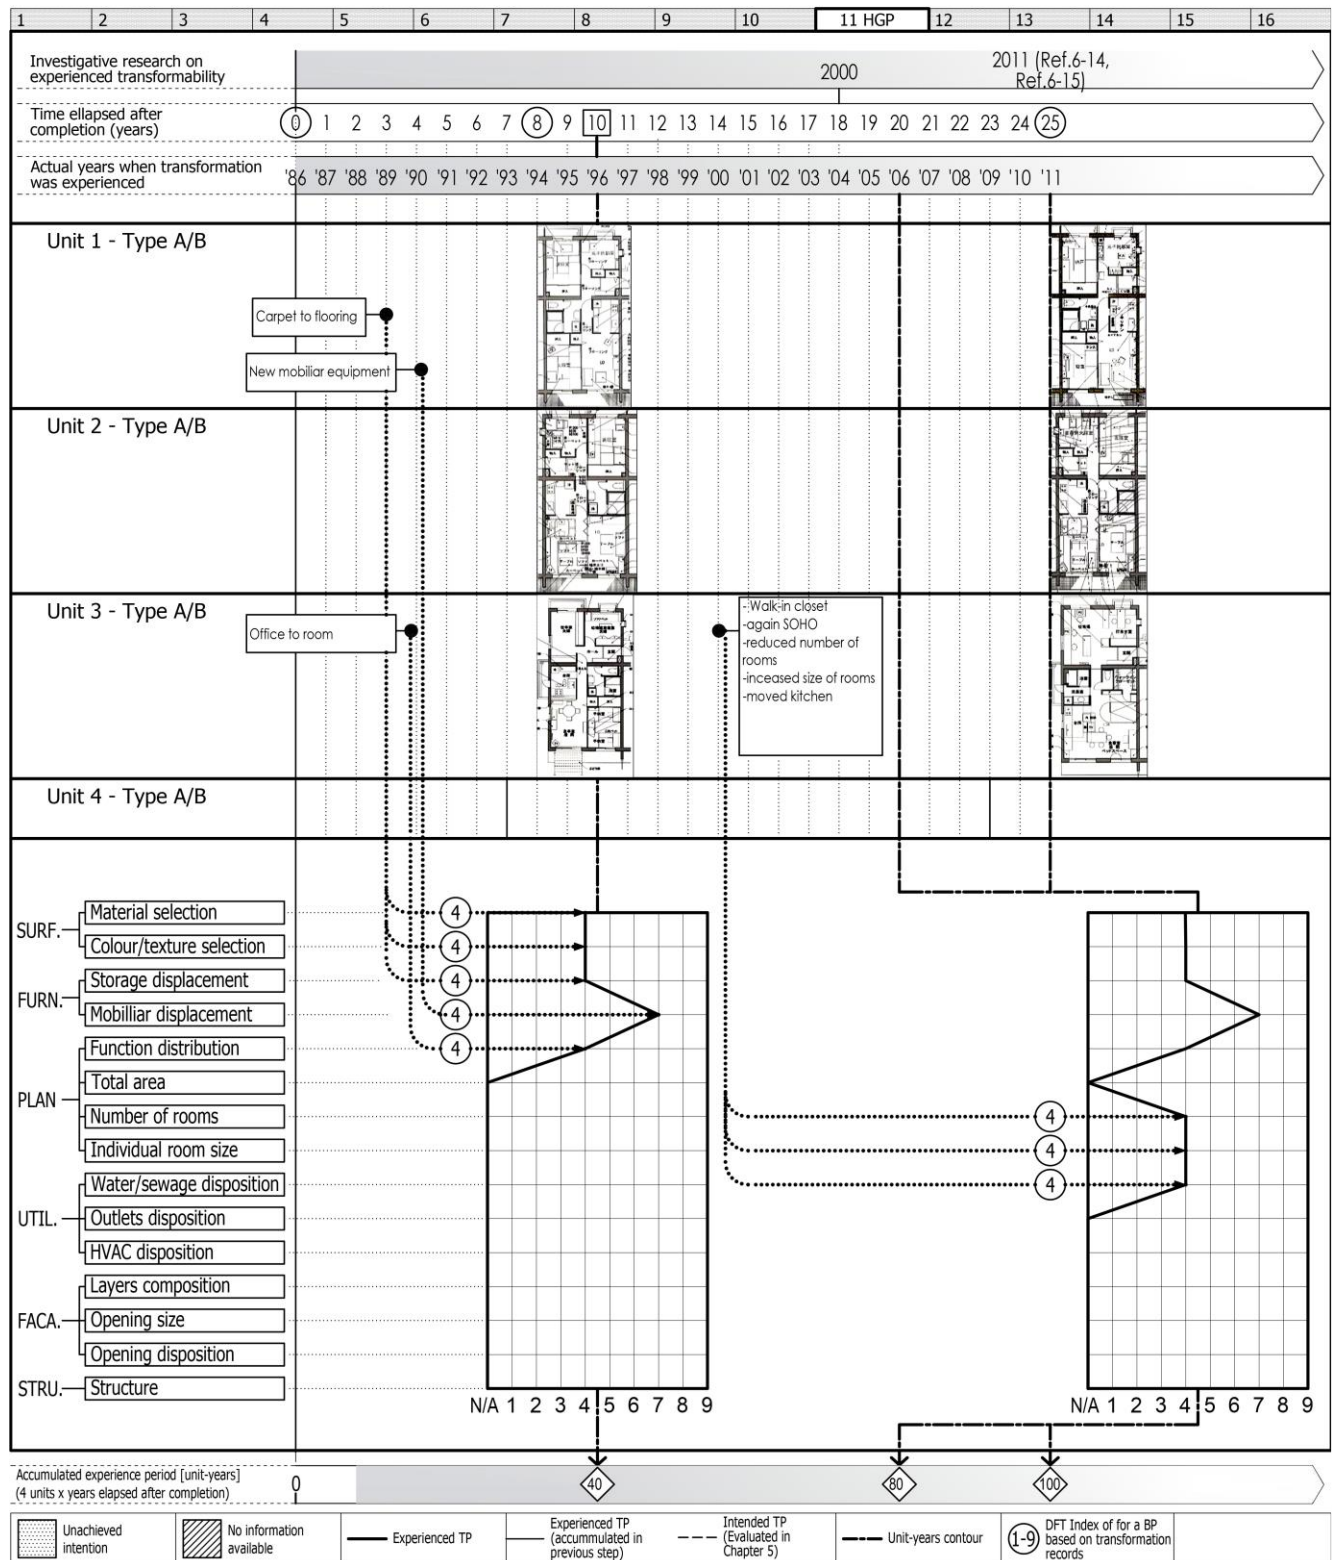 1 2 3 4 5 6 7 8 9 10 11 HGP 12 13 14 15 16
Investigative research on
experienced transformability
2000
2011 (Ref.6-14,
Ref.6-15)
Time ellapsed after
completion (years)
0 1 2 3 4 5 6 7 8 9 10 11 12 13 14 15 16 17 18 19 20 21 22 23 24 25
Actual years when transformation
was experienced
'86 '87 '88 '89 '90 '91 '92 '93 '94 '95 '96 '97 '98 '99 '00 '01 '02 '03 '04 '05 '06 '07 '08 '09 '10 '11
Unit 1 - Type A/B
Carpet to flooring
New mobiliar equipment
Unit 2 - Type A/B
Unit 3 - Type A/B
Office to room
-Walk-in closet
-again SOHO
-reduced number of
rooms
-inceased size of rooms
-moved kitchen
Unit 4 - Type A/B
SURF.
Material selection
4
Colour/texture selection
4
FURN.
Storage displacement
4
Mobilliar displacement
4
PLAN
Function distribution
4
Total area
Number of rooms
4
Individual room size
4
UTIL.
Water/sewage disposition
4
Outlets disposition
HVAC disposition
FACA.
Layers composition
Opening size
Opening disposition
STRU.
Structure
N/A 1 2 3 4 5 6 7 8 9
N/A 1 2 3 4 5 6 7 8 9
Accumulated experience period [unit-years]
(4 units x years elapsed after completion)
0 40 80 100
Unachieved
intention
No information
available
Experienced TP
Experienced TP
(accumulated in
previous step)
Intended TP
(Evaluated in
Chapter 5)
Unit-years contour
1-9
DFT Index of for a BP
based on transformation
records